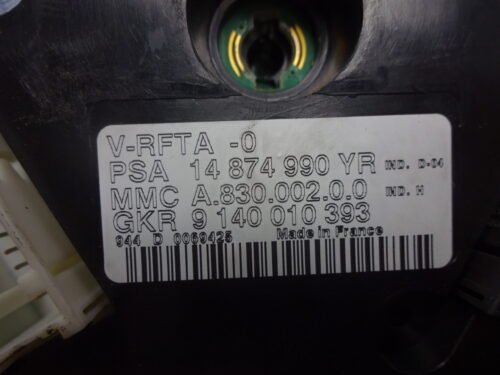 V-RFTA -0
PSA 14 874 990 YR IND. D-04
MMC A.830.002.0.0 IND. H
GKR 9 140 010 393
944 D 0069425 Made in France